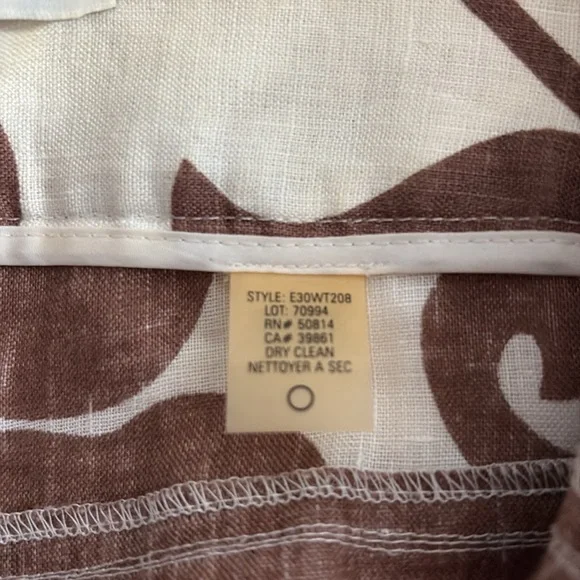 STYLE: E30WT208
LOT: 70994
RN# 50814
CA# 39861
DRY CLEAN
NETTOYER A SEC